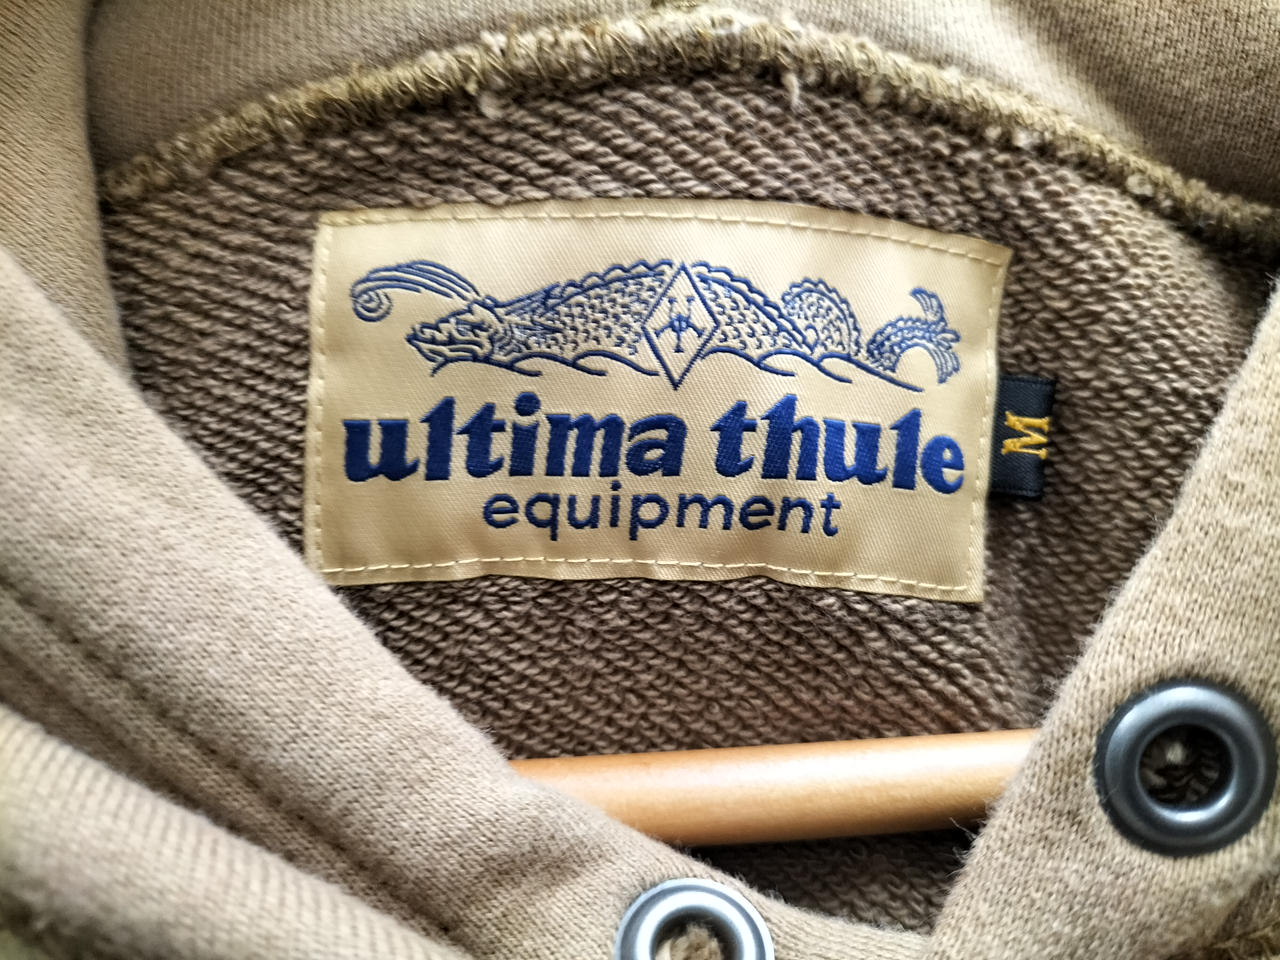 ultima thule
equipment
M